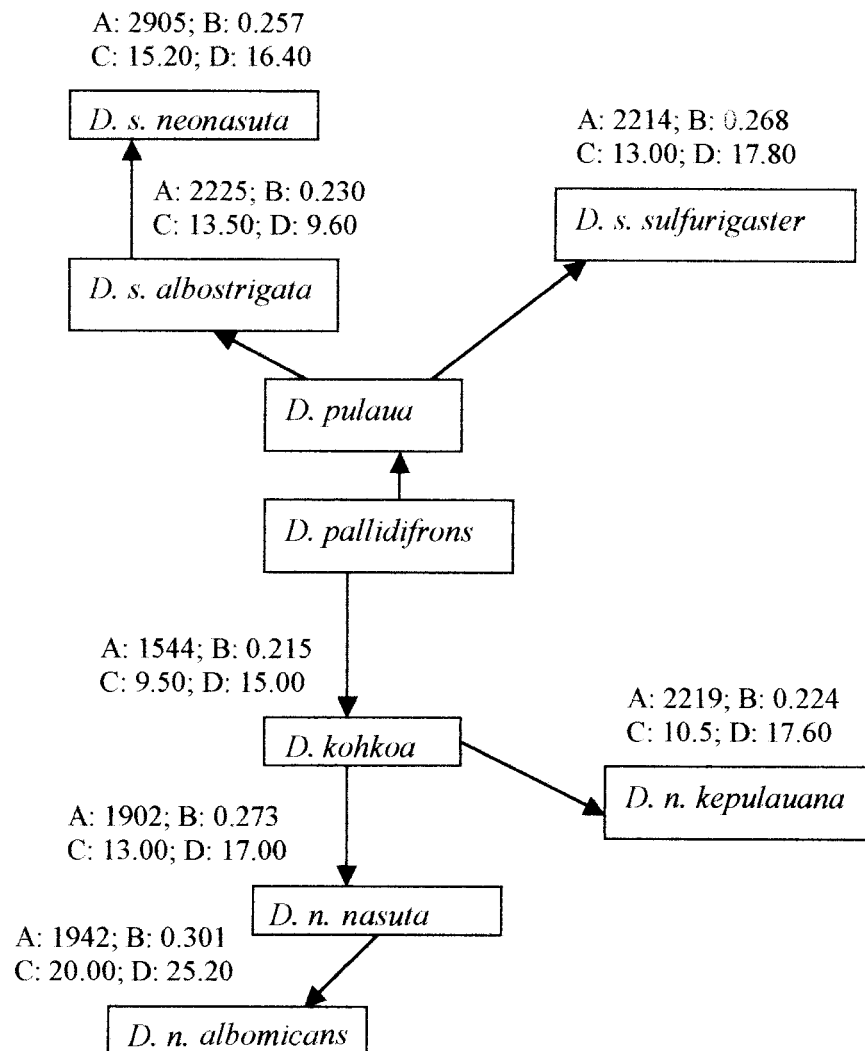 A: 2905; B: 0.257
C: 15.20; D: 16.40
D. s. neonasuta
A: 2214; B: 0.268
C: 13.00; D: 17.80
D. s. sulfurigaster
A: 2225; B: 0.230
C: 13.50; D: 9.60
D. s. albostrigata
D. pulaua
D. pallidifrons
A: 1544; B: 0.215
C: 9.50; D: 15.00
D. kohkoa
A: 2219; B: 0.224
C: 10.5; D: 17.60
D. n. kepulauana
A: 1902; B: 0.273
C: 13.00; D: 17.00
D. n. nasuta
A: 1942; B: 0.301
C: 20.00; D: 25.20
D. n. albomicans